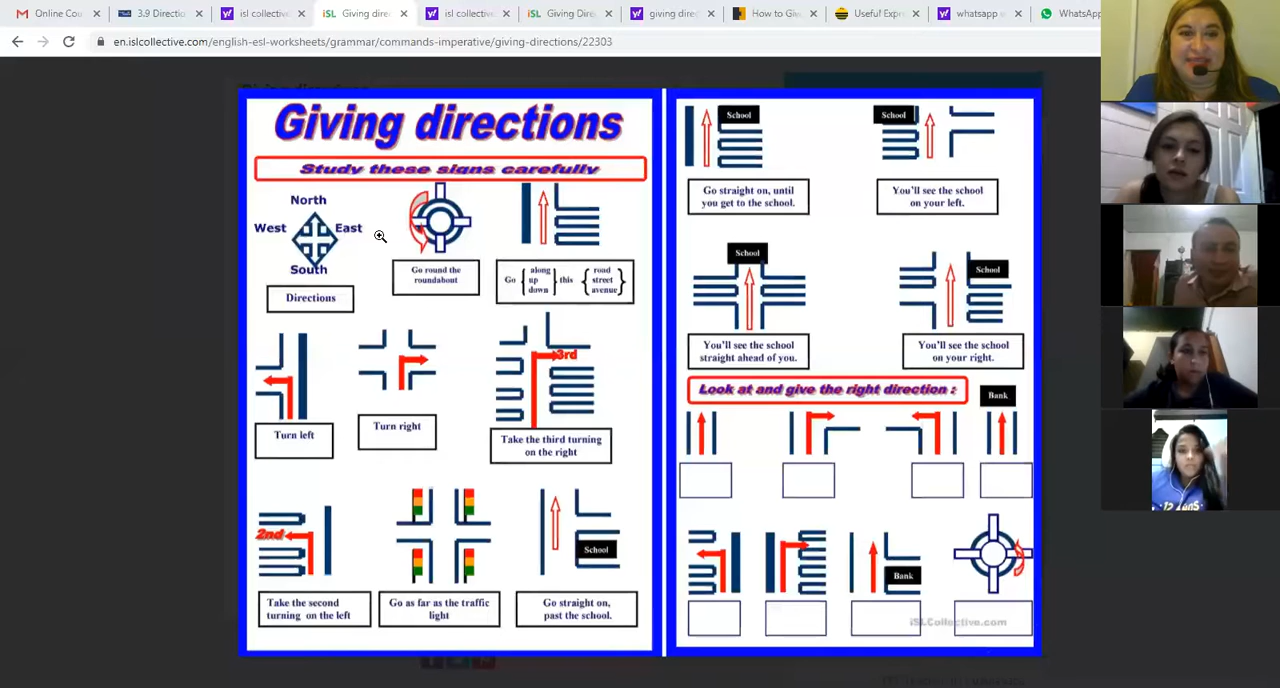 Gmail
Online Cou
3.9 Directio
isl collective
Giving direc
isl collective
iSL Giving Dire
giving direc
How to Give
Useful Expr
whatsapp w
WhatsApp
en.islcollective.com/english-esl-worksheets/grammar/commands-imperative/giving-directions/22303
Giving directions
Study these signs carefully
North
West
East
South
Directions
Go round the
roundabout
Go along up down this road street avenue
Turn left
Turn right
3rd
Take the third turning
on the right
2nd
Take the second
turning on the left
Go as far as the traffic
light
School
Go straight on,
past the school.
School
Go straight on, until
you get to the school.
School
You'll see the school
on your left.
School
You'll see the school
straight ahead of you.
School
You'll see the school
on your right.
Look at and give the right direction :
Bank
Bank
iSLCollective.com